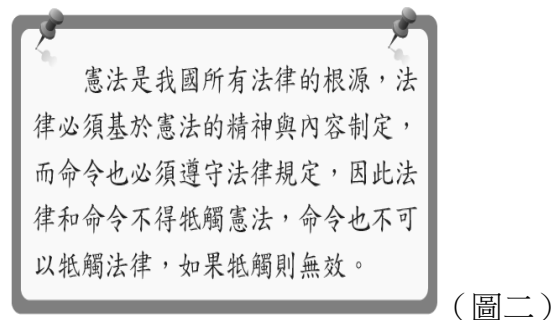 憲法是我國所有法律的根源，法
律必須基於憲法的精神與內容制定，
而命令也必須遵守法律規定，因此法
律和命令不得牴觸憲法，命令也不可
以牴觸法律，如果牴觸則無效。
（圖二）